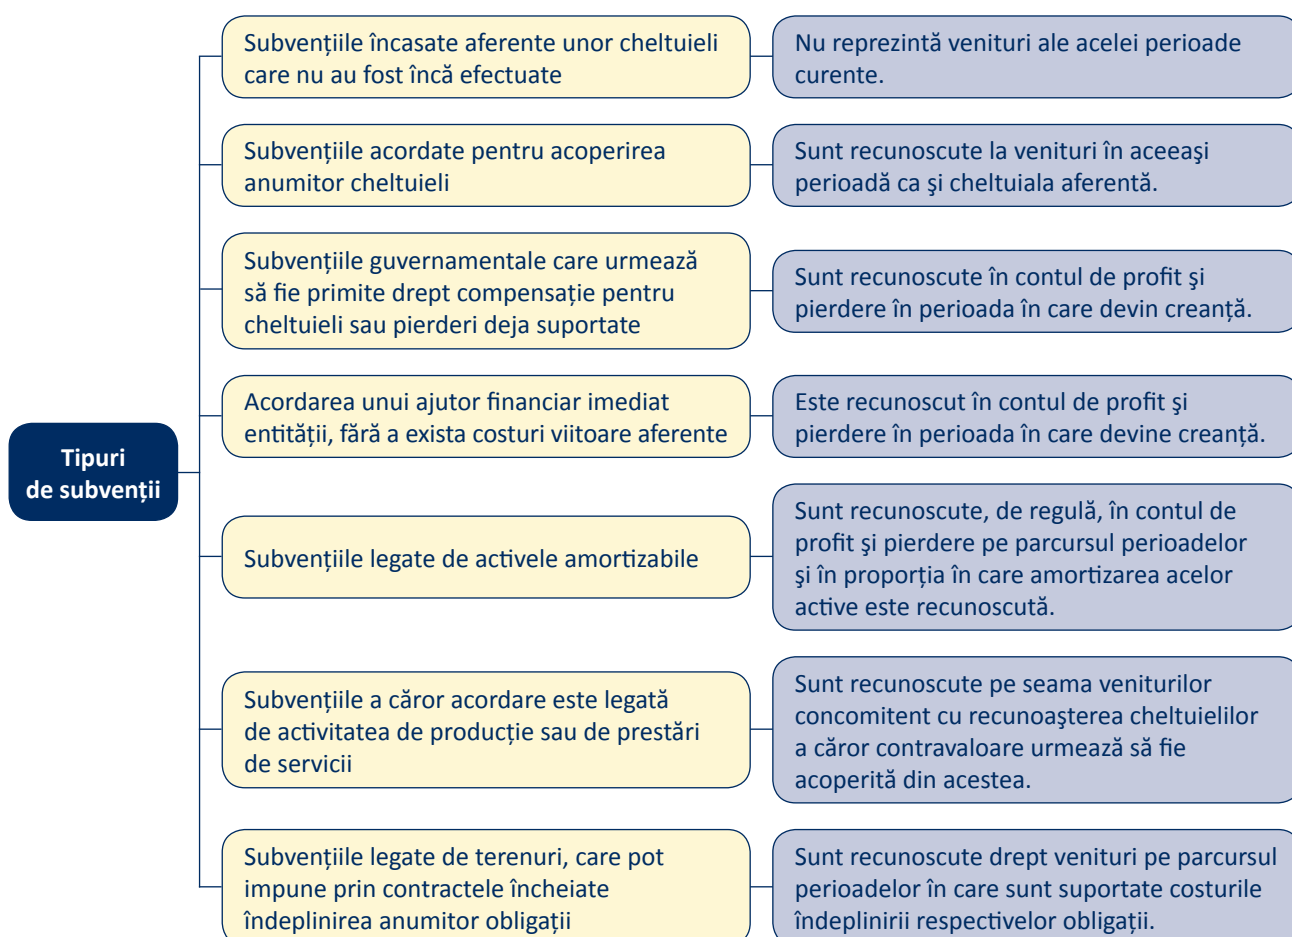 Subvențiile încasate aferente unor cheltuieli
care nu au fost încă efectuate
Nu reprezintă venituri ale acelei perioade
curente.
Subvențiile acordate pentru acoperirea
anumitor cheltuieli
Sunt recunoscute la venituri în aceeaşi
perioadă ca şi cheltuiala aferentă.
Subvențiile guvernamentale care urmează
să fie primite drept compensație pentru
cheltuieli sau pierderi deja suportate
Sunt recunoscute în contul de profit şi
pierdere în perioada în care devin creanță.
Acordarea unui ajutor financiar imediat
entității, fără a exista costuri viitoare aferente
Este recunoscut în contul de profit şi
pierdere în perioada în care devine creanță.
Tipuri
de subvenții
Subvențiile legate de activele amortizabile
Sunt recunoscute, de regulă, în contul de
profit şi pierdere pe parcursul perioadelor
şi în proporția în care amortizarea acelor
active este recunoscută.
Subvențiile a căror acordare este legată
de activitatea de producție sau de prestări
de servicii
Sunt recunoscute pe seama veniturilor
concomitent cu recunoaşterea cheltuielilor
a căror contravaloare urmează să fie
acoperită din acestea.
Subvențiile legate de terenuri, care pot
impune prin contractele încheiate
îndeplinirea anumitor obligații
Sunt recunoscute drept venituri pe parcursul
perioadelor în care sunt suportate costurile
îndeplinirii respectivelor obligații.